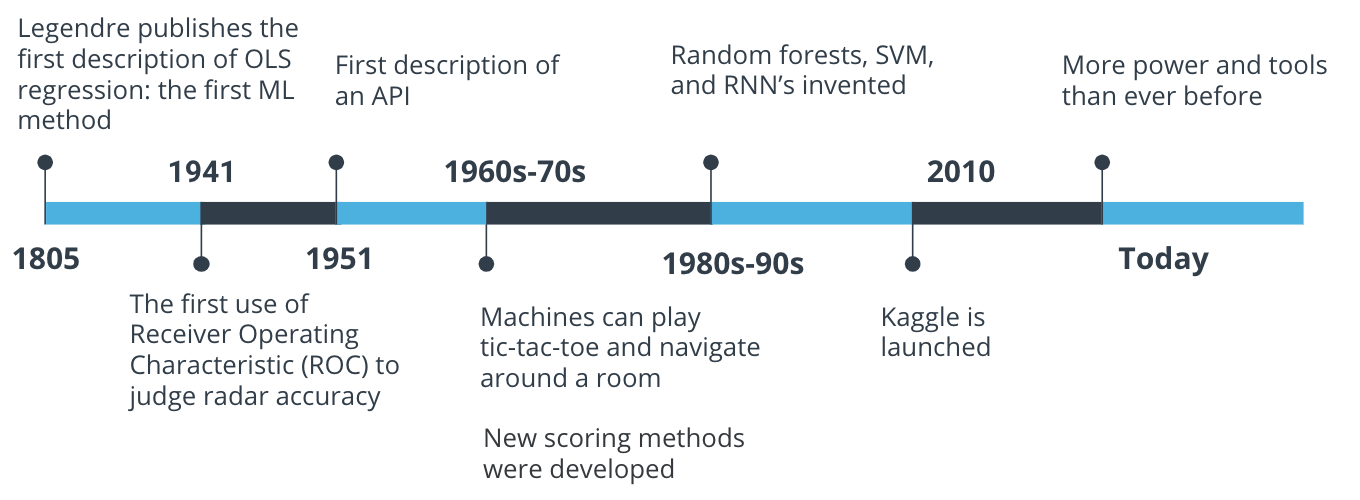 Legendre publishes the
first description of OLS
regression: the first ML
method
1805
1941
The first use of
Receiver Operating
Characteristic (ROC) to
judge radar accuracy
First description of
an API
1951
1960s-70s
Machines can play
tic-tac-toe and navigate
around a room
New scoring methods
were developed
Random forests, SVM,
and RNN’s invented
1980s-90s
2010
Kaggle is
launched
More power and tools
than ever before
Today